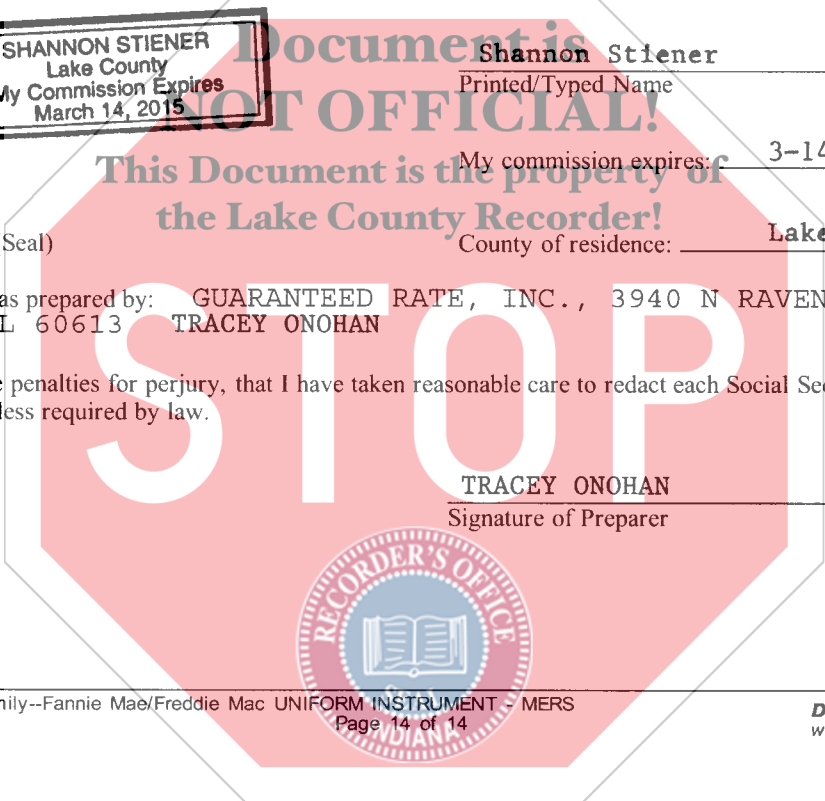 SHANNON STIENER
Lake County
My Commission Expires
March 14, 2015
Document is
NOT OFFICIAL!
This Document is the property of
the Lake County Recorder!
Shannon Stiener
Printed/Typed Name
My commission expires: 3-14
(Seal)
County of residence: Lake
as prepared by: GUARANTEED RATE, INC., 3940 N RAVEN
L 60613 TRACEY ONOHAN
e penalties for perjury, that I have taken reasonable care to redact each Social Sec
less required by law.
STOP
TRACEY ONOHAN
Signature of Preparer
RECORDER'S OFFICE
SEAL
INDIANA
mily--Fannie Mae/Freddie Mac UNIFORM INSTRUMENT - MERS
Page 14 of 14
D
w